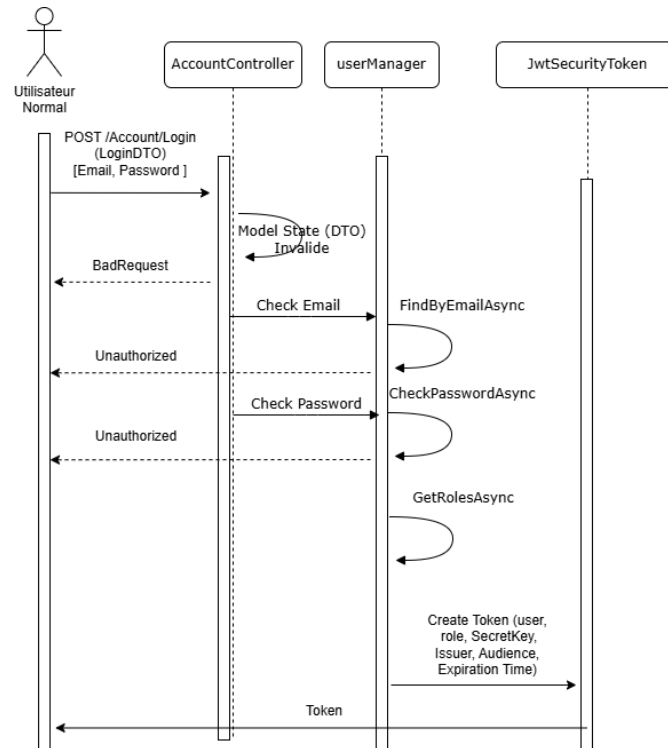 Utilisateur
Normal
AccountController
userManager
JwtSecurityToken
POST /Account/Login
(LoginDTO)
[Email, Password ]
Model State (DTO)
Invalide
BadRequest
Check Email
FindByEmailAsync
Unauthorized
Check Password
CheckPasswordAsync
Unauthorized
GetRolesAsync
Create Token (user,
role, SecretKey,
Issuer, Audience,
Expiration Time)
Token